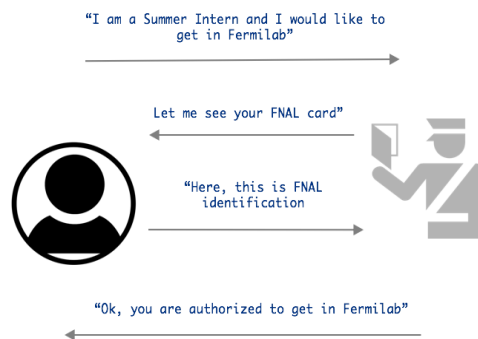 “I am a Summer Intern and I would like to
get in Fermilab”
Let me see your FNAL card”
“Here, this is FNAL
identification
“Ok, you are authorized to get in Fermilab”